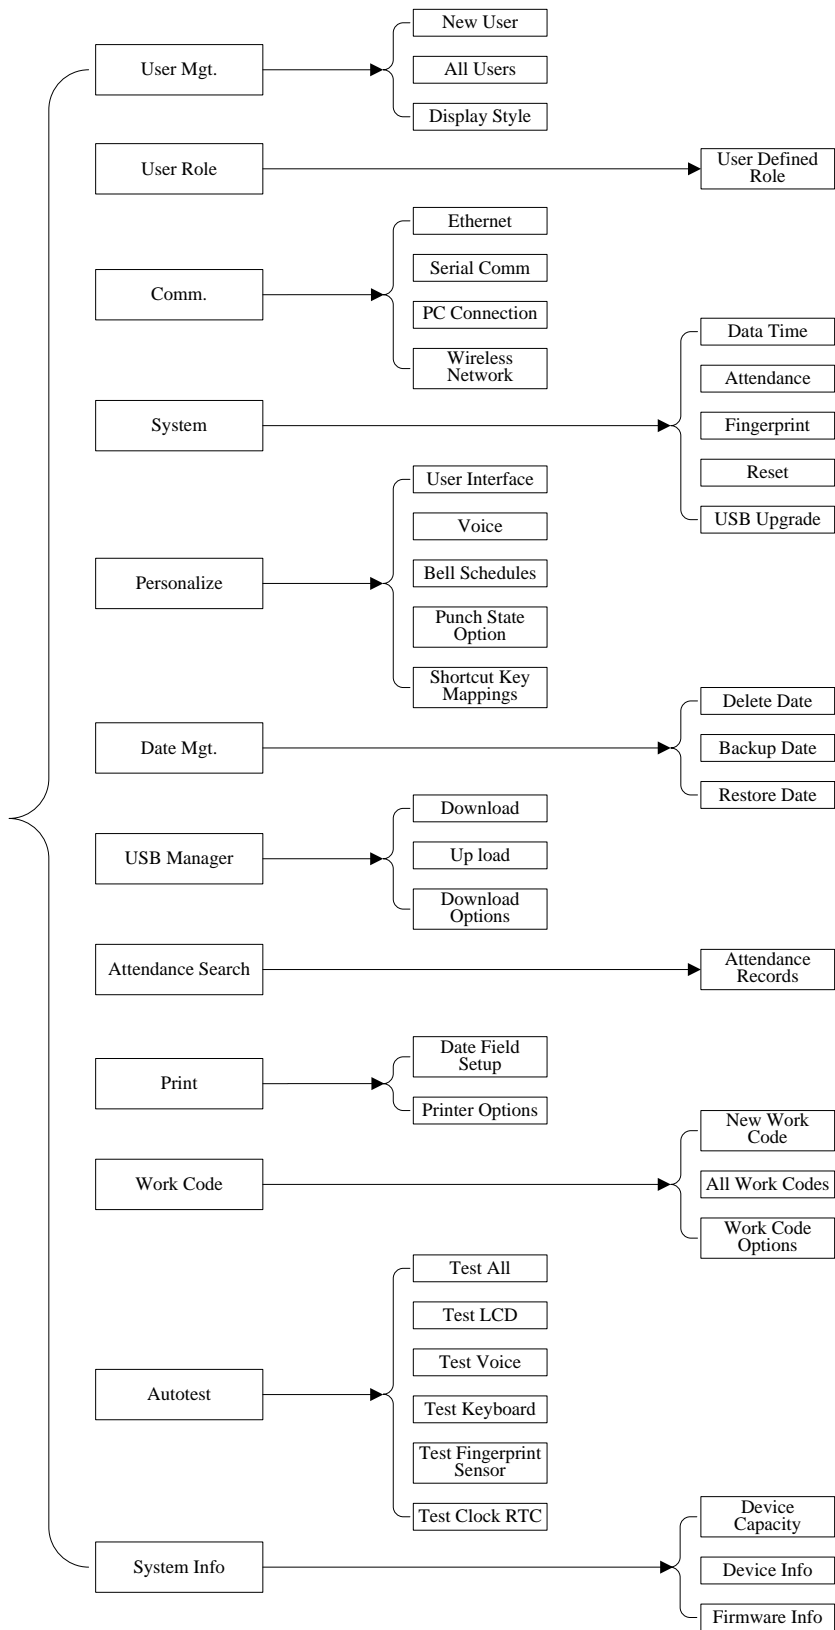 User Mgt.
New User
All Users
Display Style
User Role
User Defined
Role
Comm.
Ethernet
Serial Comm
PC Connection
Wireless
Network
System
Data Time
Attendance
Fingerprint
Reset
USB Upgrade
Personalize
User Interface
Voice
Bell Schedules
Punch State
Option
Shortcut Key
Mappings
Date Mgt.
Delete Date
Backup Date
Restore Date
USB Manager
Download
Up load
Download
Options
Attendance Search
Attendance
Records
Print
Date Field
Setup
Printer Options
Work Code
New Work
Code
All Work Codes
Work Code
Options
Autotest
Test All
Test LCD
Test Voice
Test Keyboard
Test Fingerprint
Sensor
Test Clock RTC
System Info
Device
Capacity
Device Info
Firmware Info